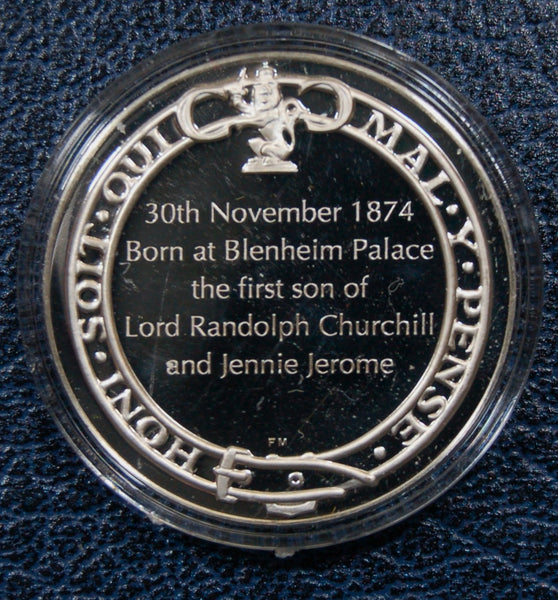 HONI · SOIT · QUI MAL · Y · PENSE ·
30th November 1874
Born at Blenheim Palace
the first son of
Lord Randolph Churchill
and Jennie Jerome
FM